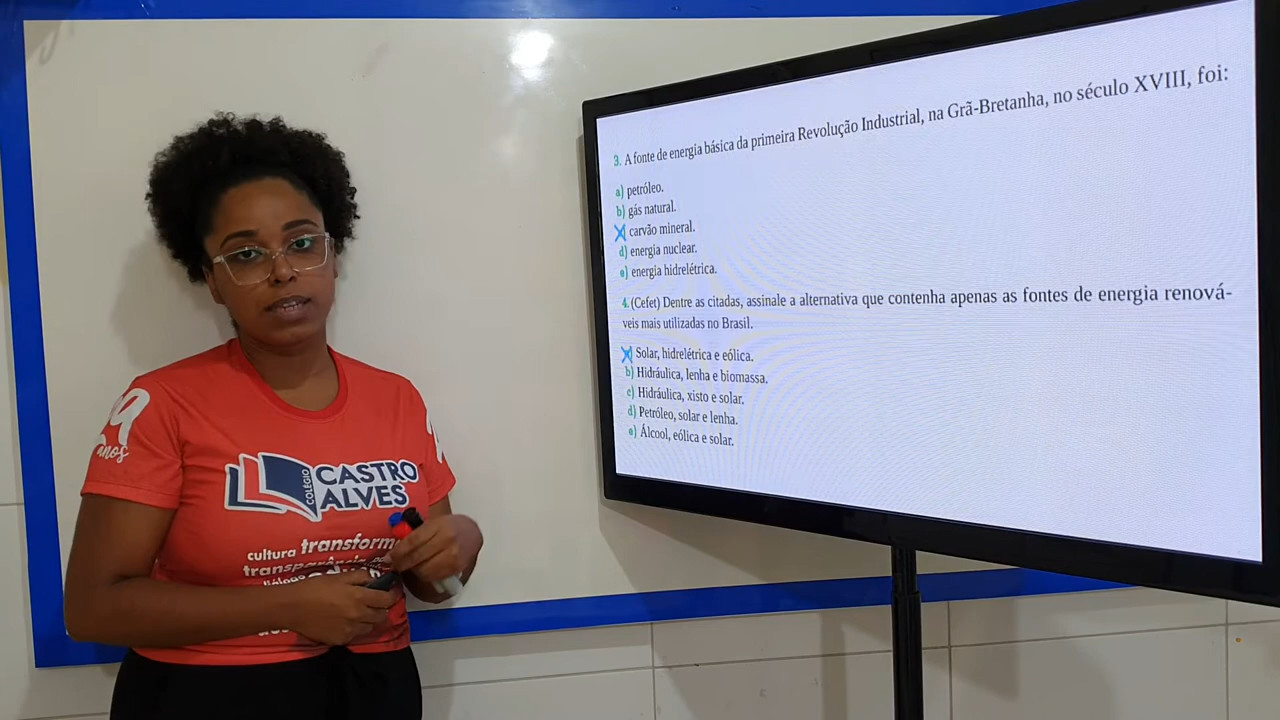 3. A fonte de energia básica da primeira Revolução Industrial, na Grã-Bretanha, no século XVIII, foi:
a) petróleo.
b) gás natural.
carvão mineral.
d) energia nuclear.
e) energia hidrelétrica.
4. (Cefet) Dentre as citadas, assinale a alternativa que contenha apenas as fontes de energia renová-
veis mais utilizadas no Brasil.
Solar, hidrelétrica e eólica.
b) Hidráulica, lenha e biomassa.
c) Hidráulica, xisto e solar.
d) Petróleo, solar e lenha.
e) Álcool, eólica e solar.
anos
COLÉGIO
CASTRO
ALVES
cultura transform